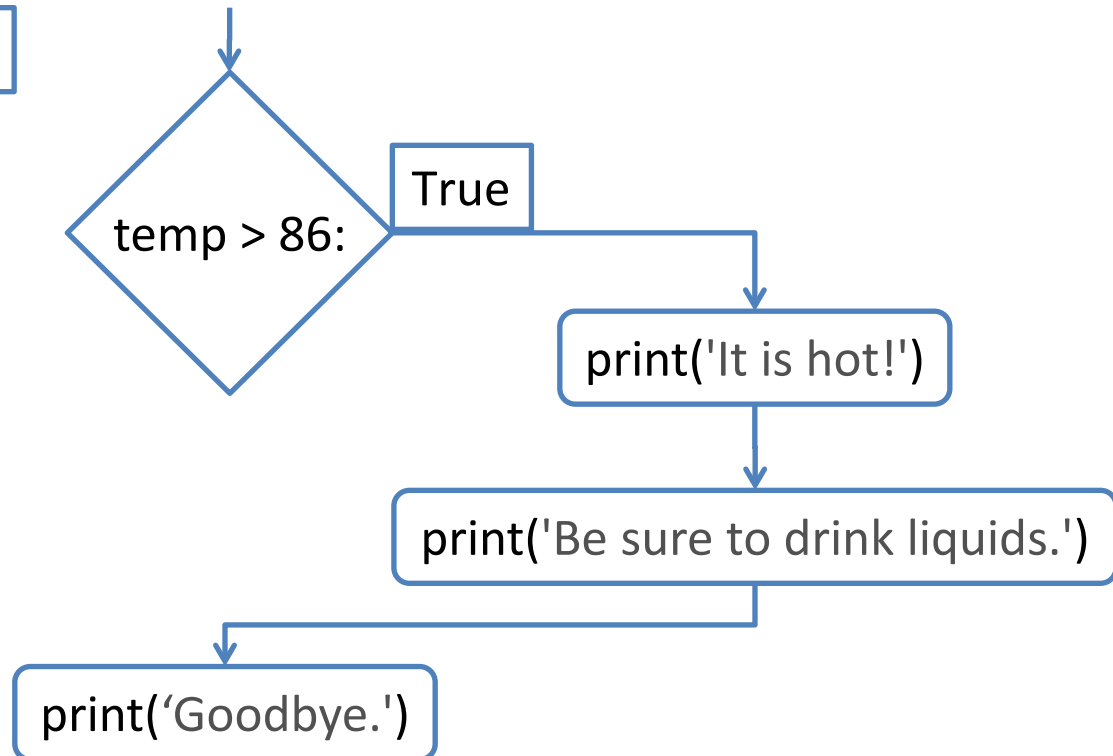 True
temp > 86:
print('It is hot!')
print('Be sure to drink liquids.')
print(‘Goodbye.')